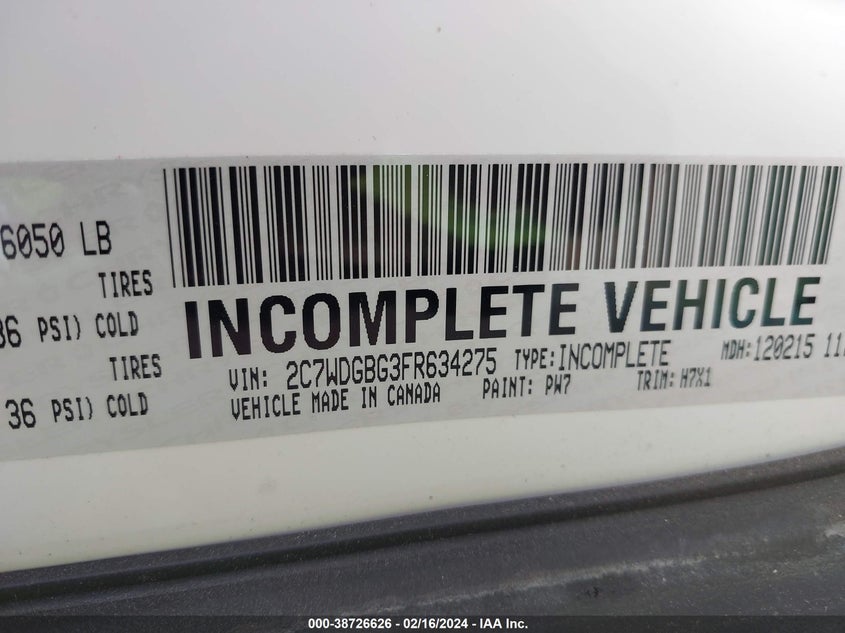 6050 LB
TIRES
36 PSI) COLD
TIRES
36 PSI) COLD
INCOMPLETE VEHICLE
VIN: 2C7WDGBG3FR634275 TYPE:INCOMPLETE MDH:120215 11
VEHICLE MADE IN CANADA PAINT: PW7 TRIM: H7X1
000-38726626 - 02/16/2024 - IAA Inc.